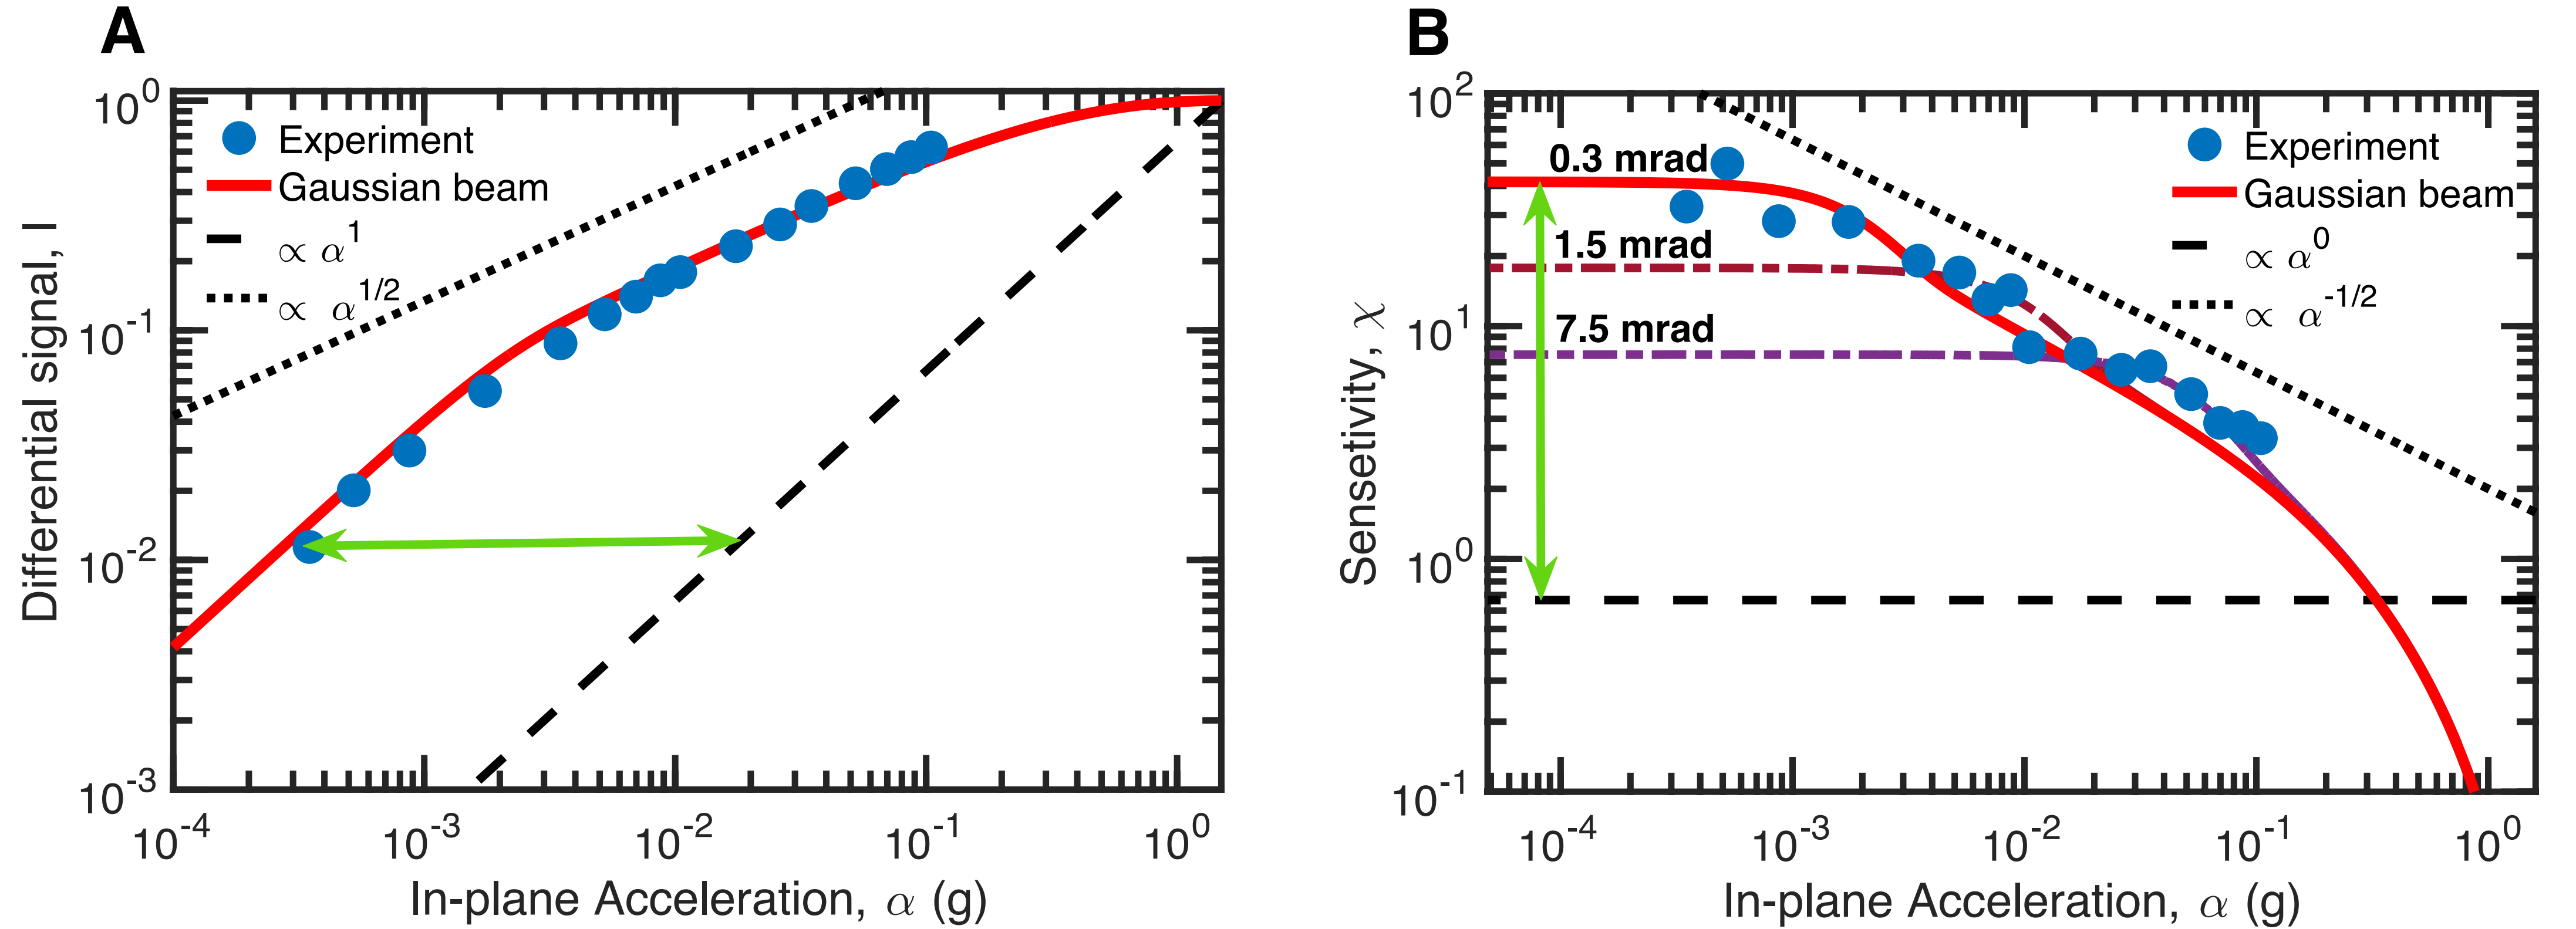 A
Differential signal, I
10^0
10^-1
10^-2
10^-3
Experiment
Gaussian beam
∝ α^1
∝ α^1/2
10^-4
10^-3
10^-2
10^-1
10^0
In-plane Acceleration, α (g)
B
Sensetivity, χ
10^2
10^1
10^0
10^-1
0.3 mrad
1.5 mrad
7.5 mrad
Experiment
Gaussian beam
∝ α^0
∝ α^-1/2
10^-4
10^-3
10^-2
10^-1
10^0
In-plane Acceleration, α (g)